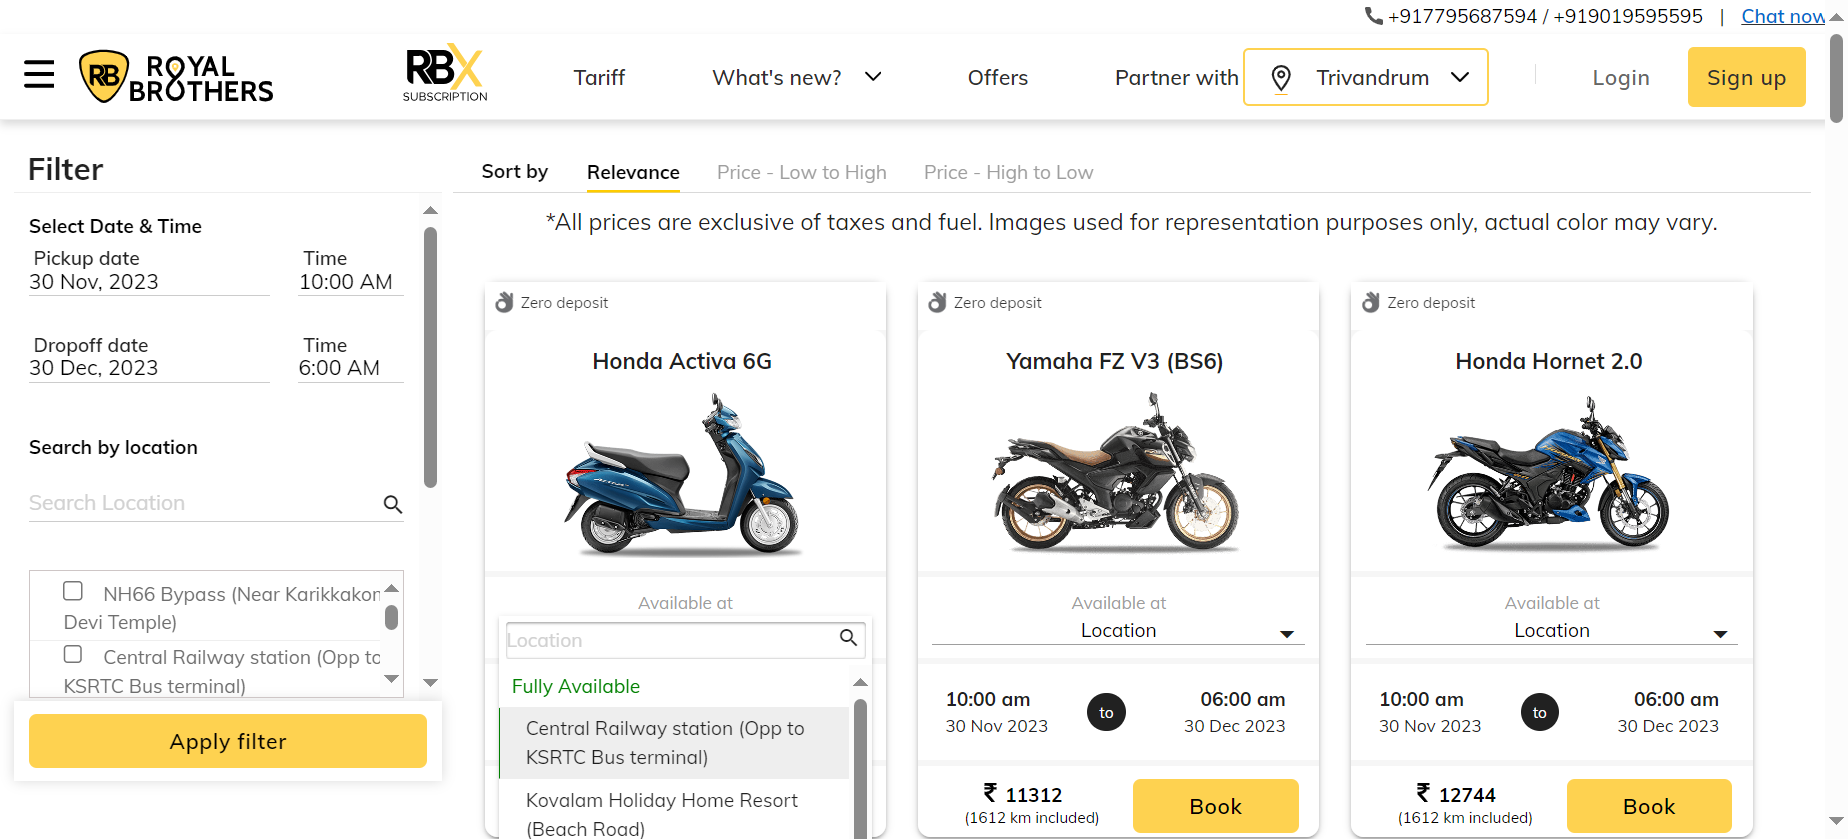 +917795687594 / +919019595595 | Chat now
RB ROYAL BROTHERS
RBX SUBSCRIPTION
Tariff
What's new?
Offers
Partner with
Trivandrum
Login
Sign up
Filter
Select Date & Time
Pickup date
Time
30 Nov, 2023
10:00 AM
Dropoff date
Time
30 Dec, 2023
6:00 AM
Search by location
Search Location
NH66 Bypass (Near Karikkakom
Devi Temple)
Central Railway station (Opp to
KSRTC Bus terminal)
Apply filter
Sort by
Relevance
Price - Low to High
Price - High to Low
*All prices are exclusive of taxes and fuel. Images used for representation purposes only, actual color may vary.
Zero deposit
Honda Activa 6G
Available at
Location
Fully Available
Central Railway station (Opp to
KSRTC Bus terminal)
Kovalam Holiday Home Resort
(Beach Road)
Zero deposit
Yamaha FZ V3 (BS6)
Available at
Location
10:00 am
30 Nov 2023
to
06:00 am
30 Dec 2023
₹ 11312
(1612 km included)
Book
Zero deposit
Honda Hornet 2.0
Available at
Location
10:00 am
30 Nov 2023
to
06:00 am
30 Dec 2023
₹ 12744
(1612 km included)
Book